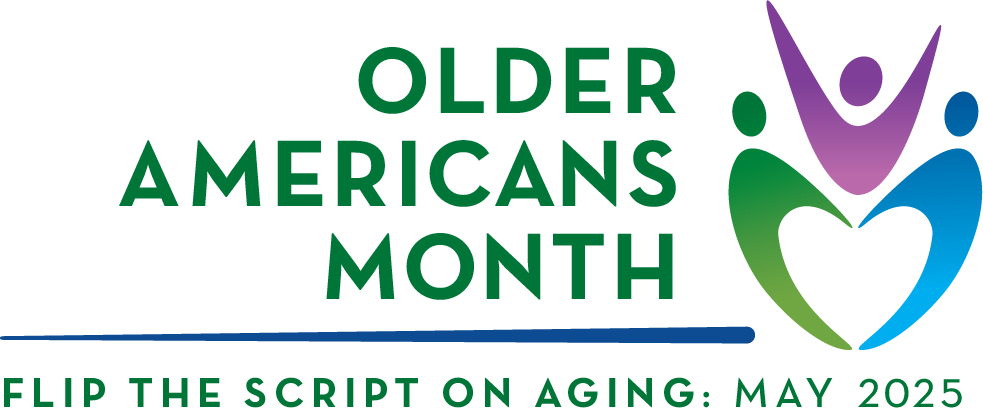 OLDER
AMERICANS
MONTH
FLIP THE SCRIPT ON AGING: MAY 2025